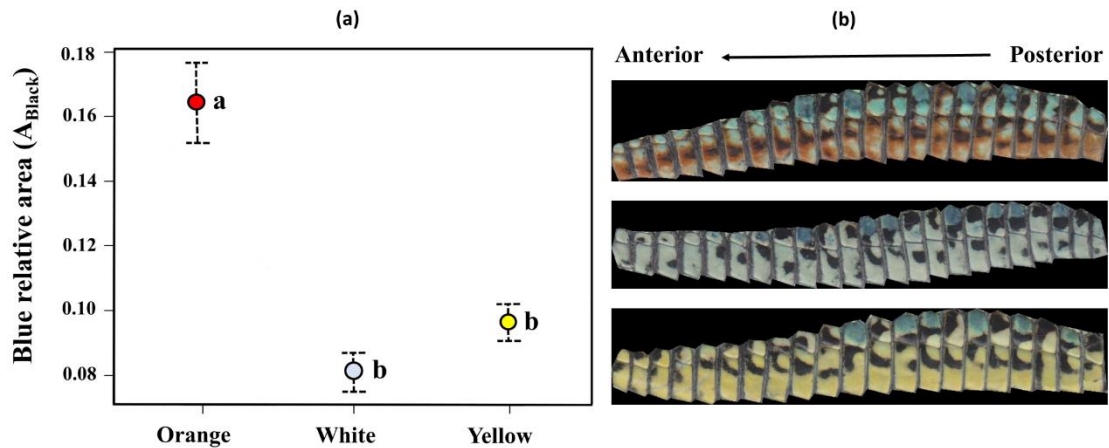 (a)
Blue relative area (A_Black)
0.18
0.16
0.14
0.12
0.10
0.08
a
b
b
Orange White Yellow
(b)
Anterior Posterior